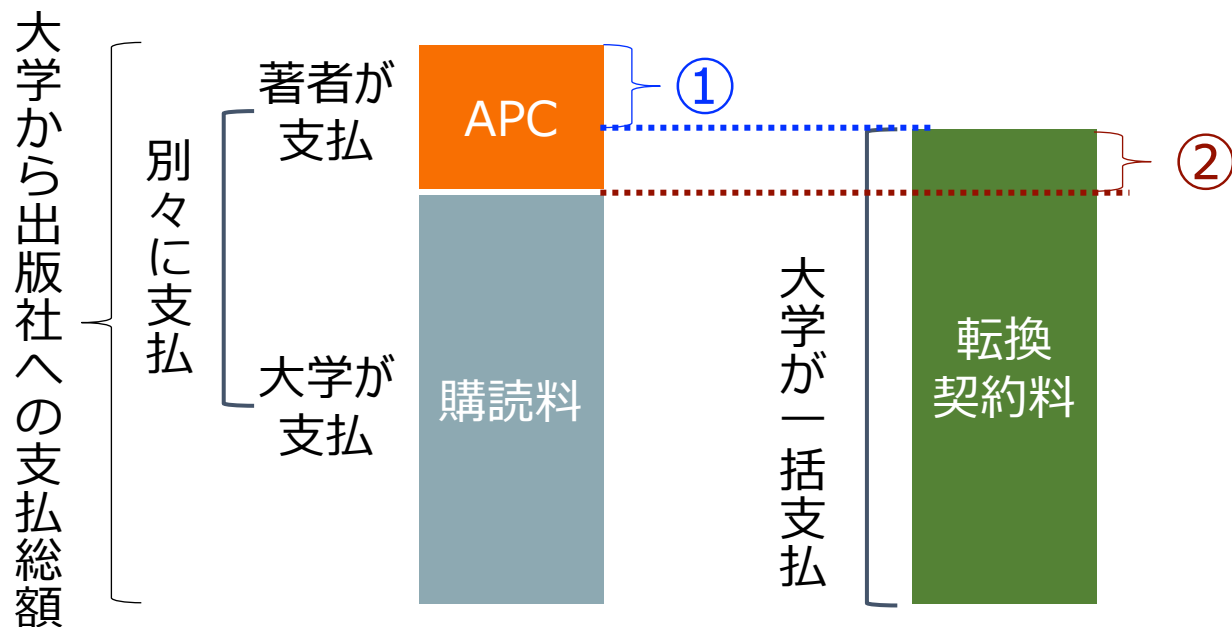 大学から出版社への支払総額
別々に支払
著者が
支払
大学が
支払
APC
購読料
①
②
大学が一括支払
転換
契約料